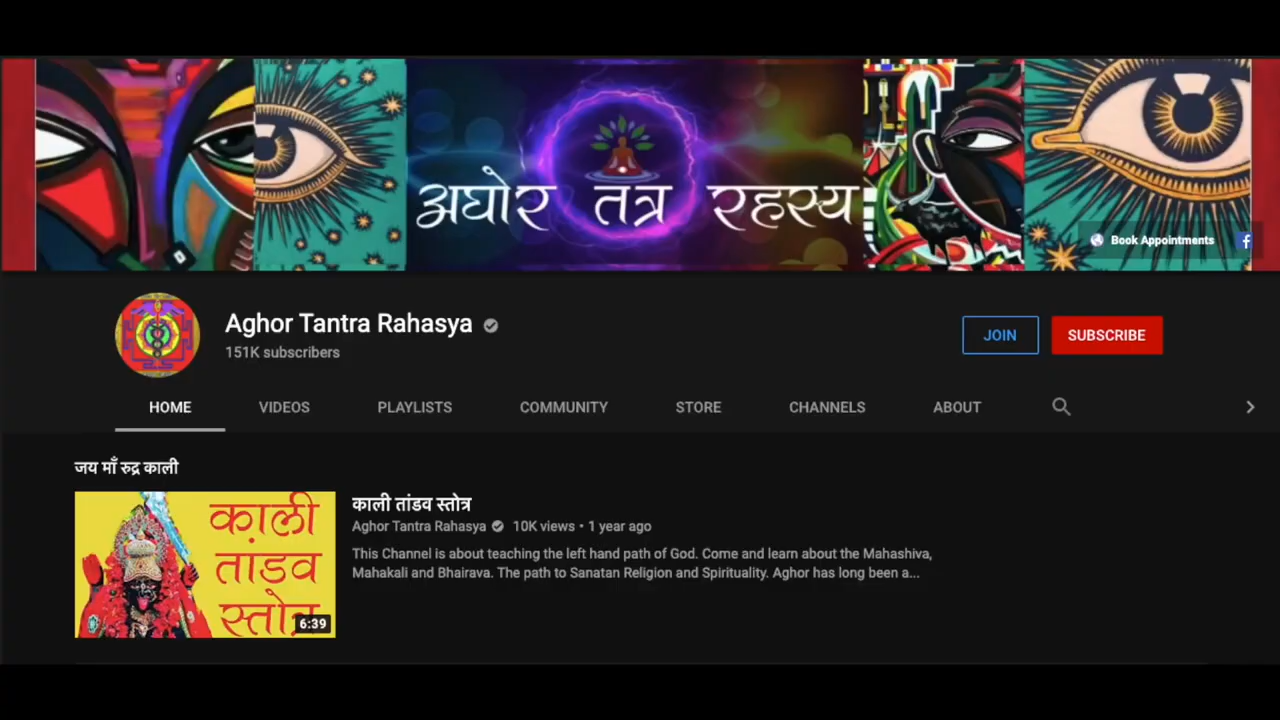 अघोर तत्र रहस्य
Book Appointments
Aghor Tantra Rahasya
151K subscribers
JOIN
SUBSCRIBE
HOME VIDEOS PLAYLISTS COMMUNITY STORE CHANNELS ABOUT
जय माँ रुद्र काली
काली
तांडव
स्तोत्र
6:39
काली तांडव स्तोत्र
Aghor Tantra Rahasya 10K views • 1 year ago
This Channel is about teaching the left hand path of God. Come and learn about the Mahashiva,
Mahakali and Bhairava. The path to Sanatan Religion and Spirituality. Aghor has long been a...